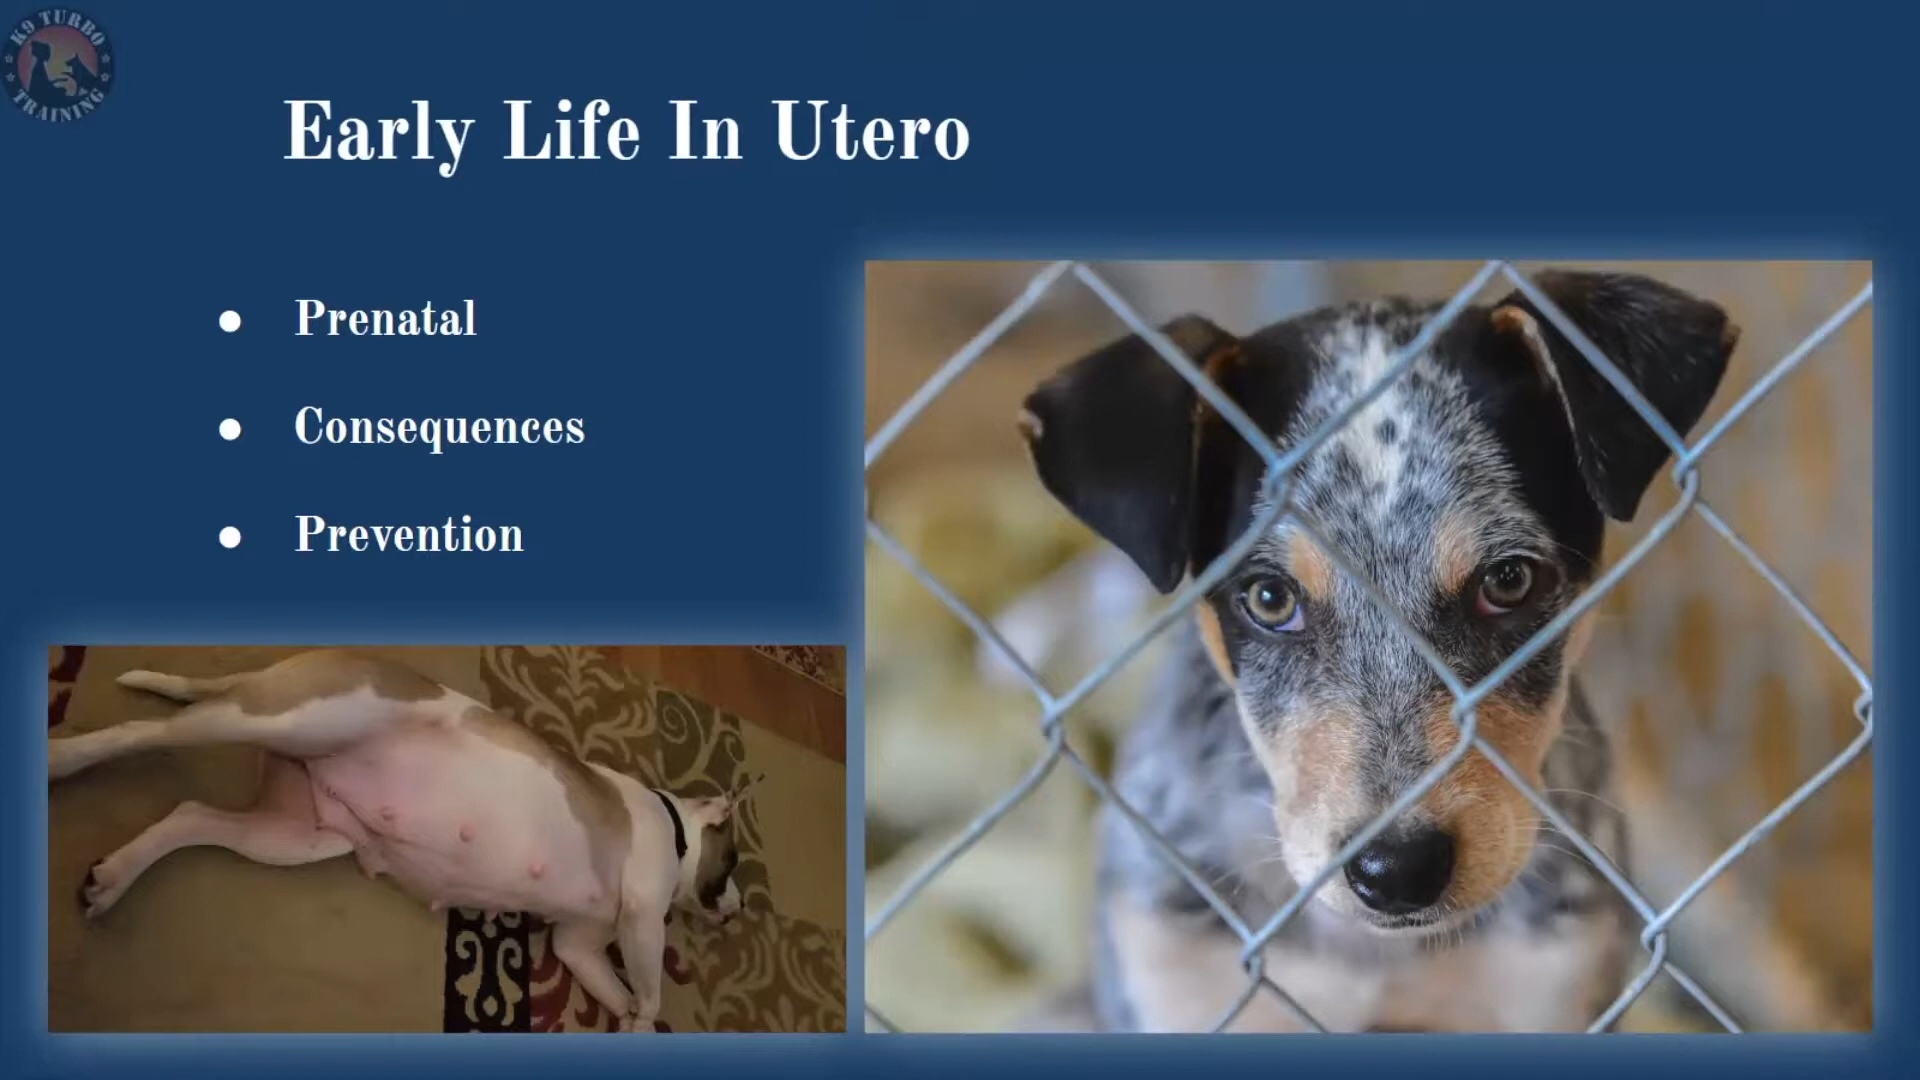 K9 TURBO
TRAINING
Early Life In Utero
● Prenatal
● Consequences
● Prevention